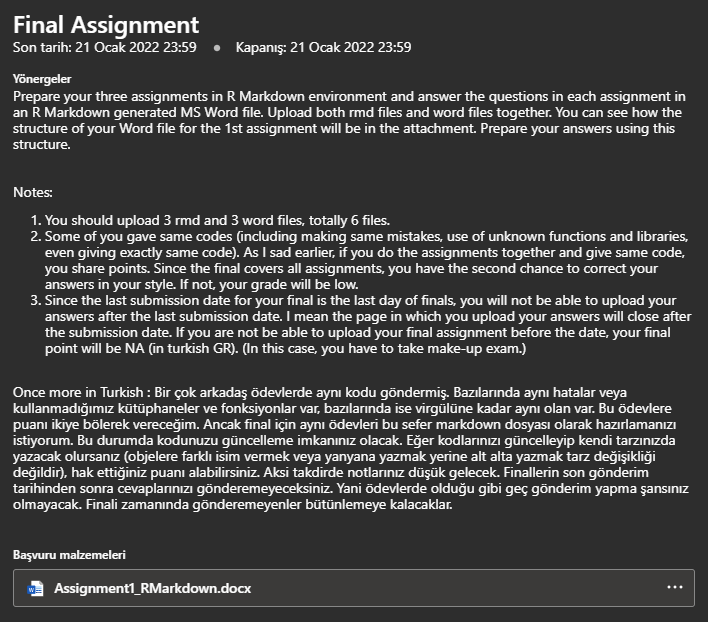 Final Assignment
Son tarih: 21 Ocak 2022 23:59 • Kapanış: 21 Ocak 2022 23:59
Yönergeler
Prepare your three assignments in R Markdown environment and answer the questions in each assignment in
an R Markdown generated MS Word file. Upload both rmd files and word files together. You can see how the
structure of your Word file for the 1st assignment will be in the attachment. Prepare your answers using this
structure.
Notes:
1. You should upload 3 rmd and 3 word files, totally 6 files.
2. Some of you gave same codes (including making same mistakes, use of unknown functions and libraries,
even giving exactly same code). As I sad earlier, if you do the assignments together and give same code,
you share points. Since the final covers all assignments, you have the second chance to correct your
answers in your style. If not, your grade will be low.
3. Since the last submission date for your final is the last day of finals, you will not be able to upload your
answers after the last submission date. I mean the page in which you upload your answers will close after
the submission date. If you are not be able to upload your final assignment before the date, your final
point will be NA (in turkish GR). (In this case, you have to take make-up exam.)
Once more in Turkish : Bir çok arkadaş ödevlerde aynı kodu göndermiş. Bazılarında aynı hatalar veya
kullanmadığımız kütüphaneler ve fonksiyonlar var, bazılarında ise virgülüne kadar aynı olan var. Bu ödevlere
puanı ikiye bölerek vereceğim. Ancak final için aynı ödevleri bu sefer markdown dosyası olarak hazırlamanızı
istiyorum. Bu durumda kodunuzu güncelleme imkanınız olacak. Eğer kodlarınızı güncelleyip kendi tarzınızda
yazacak olursanız (objelere farklı isim vermek veya yanyana yazmak yerine alt alta yazmak tarz değişikliği
değildir), hak ettiğiniz puanı alabilirsiniz. Aksi takdirde notlarınız düşük gelecek. Finallerin son gönderim
tarihinden sonra cevaplarınızı gönderemeyeceksiniz. Yani ödevlerde olduğu gibi geç gönderim yapma şansınız
olmayacak. Finali zamanında gönderemeyenler bütünlemeye kalacaklar.
Başvuru malzemeleri
Assignment1_RMarkdown.docx